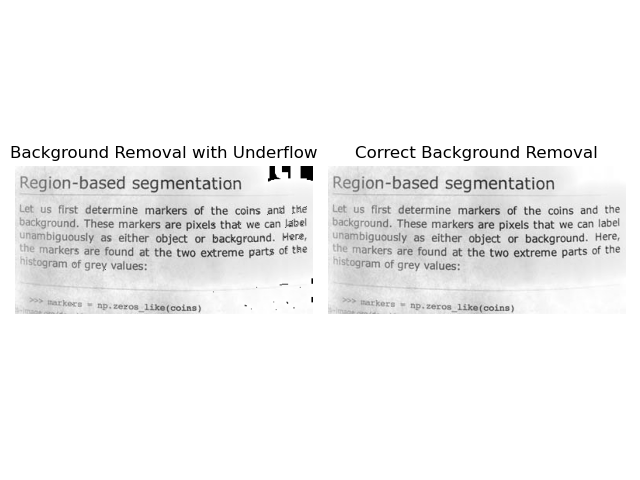 Background Removal with Underflow
Correct Background Removal
Region-based segmentation
Let us first determine markers of the coins and the
background. These markers are pixels that we can label
unambiguously as either object or background. Here,
the markers are found at the two extreme parts of the
histogram of grey values:
>>> markers = np.zeros_like(coins)
Region-based segmentation
Let us first determine markers of the coins and the
background. These markers are pixels that we can label
unambiguously as either object or background. Here,
the markers are found at the two extreme parts of the
histogram of grey values:
>>> markers = np.zeros_like(coins)